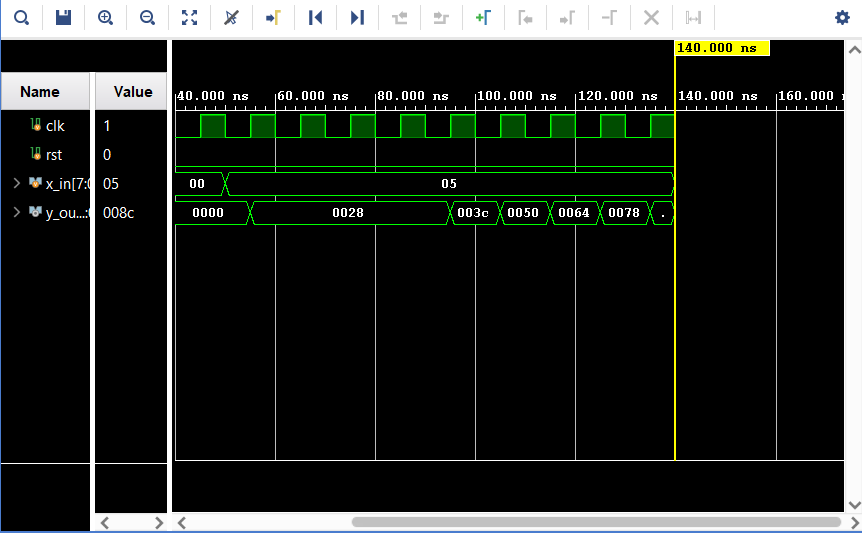 140.000 ns
Name Value
40.000 ns 60.000 ns 80.000 ns 100.000 ns 120.000 ns 140.000 ns 160.000
clk 1
rst 0
x_in[7:0 05 00 05
y_ou...:0 008c 0000 0028 003c 0050 0064 0078 .